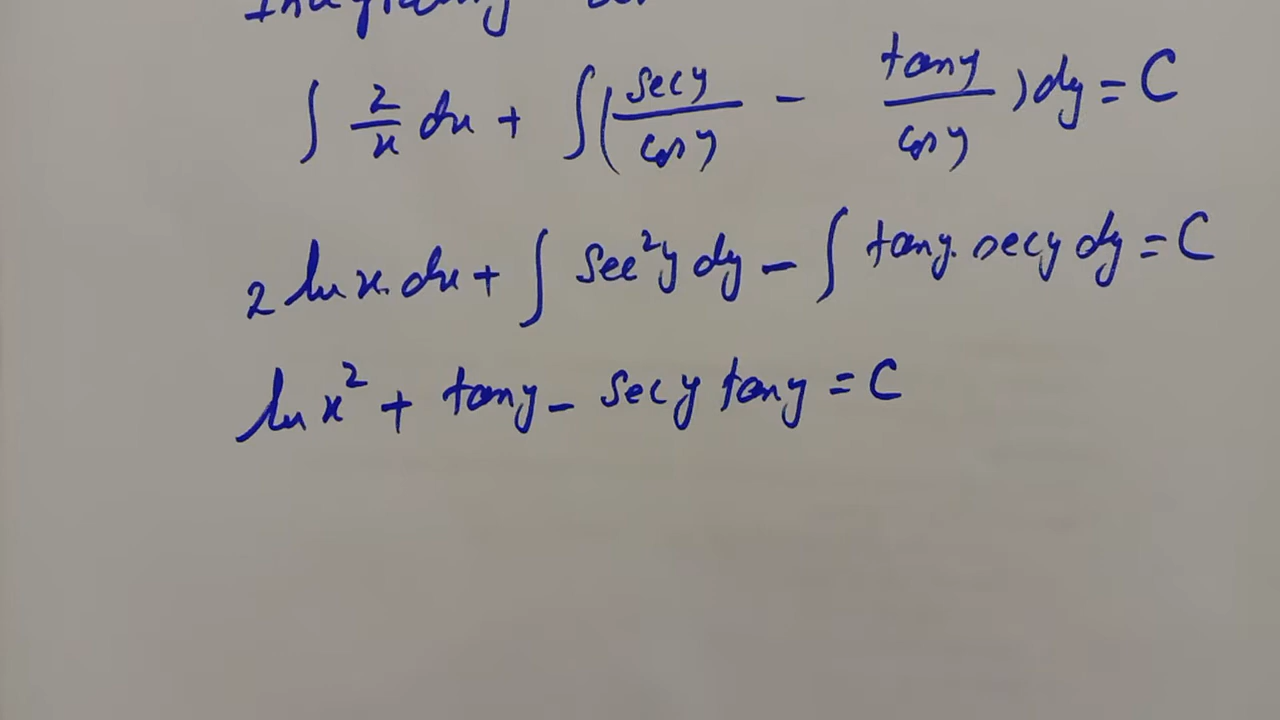 ∫ 2/x dx + ∫( sec y / cos y - tan y / cos y ) dy = C
2 ln x. dx + ∫ sec²y dy - ∫ tan y. sec y dy = C
ln x² + tan y - sec y tan y = C